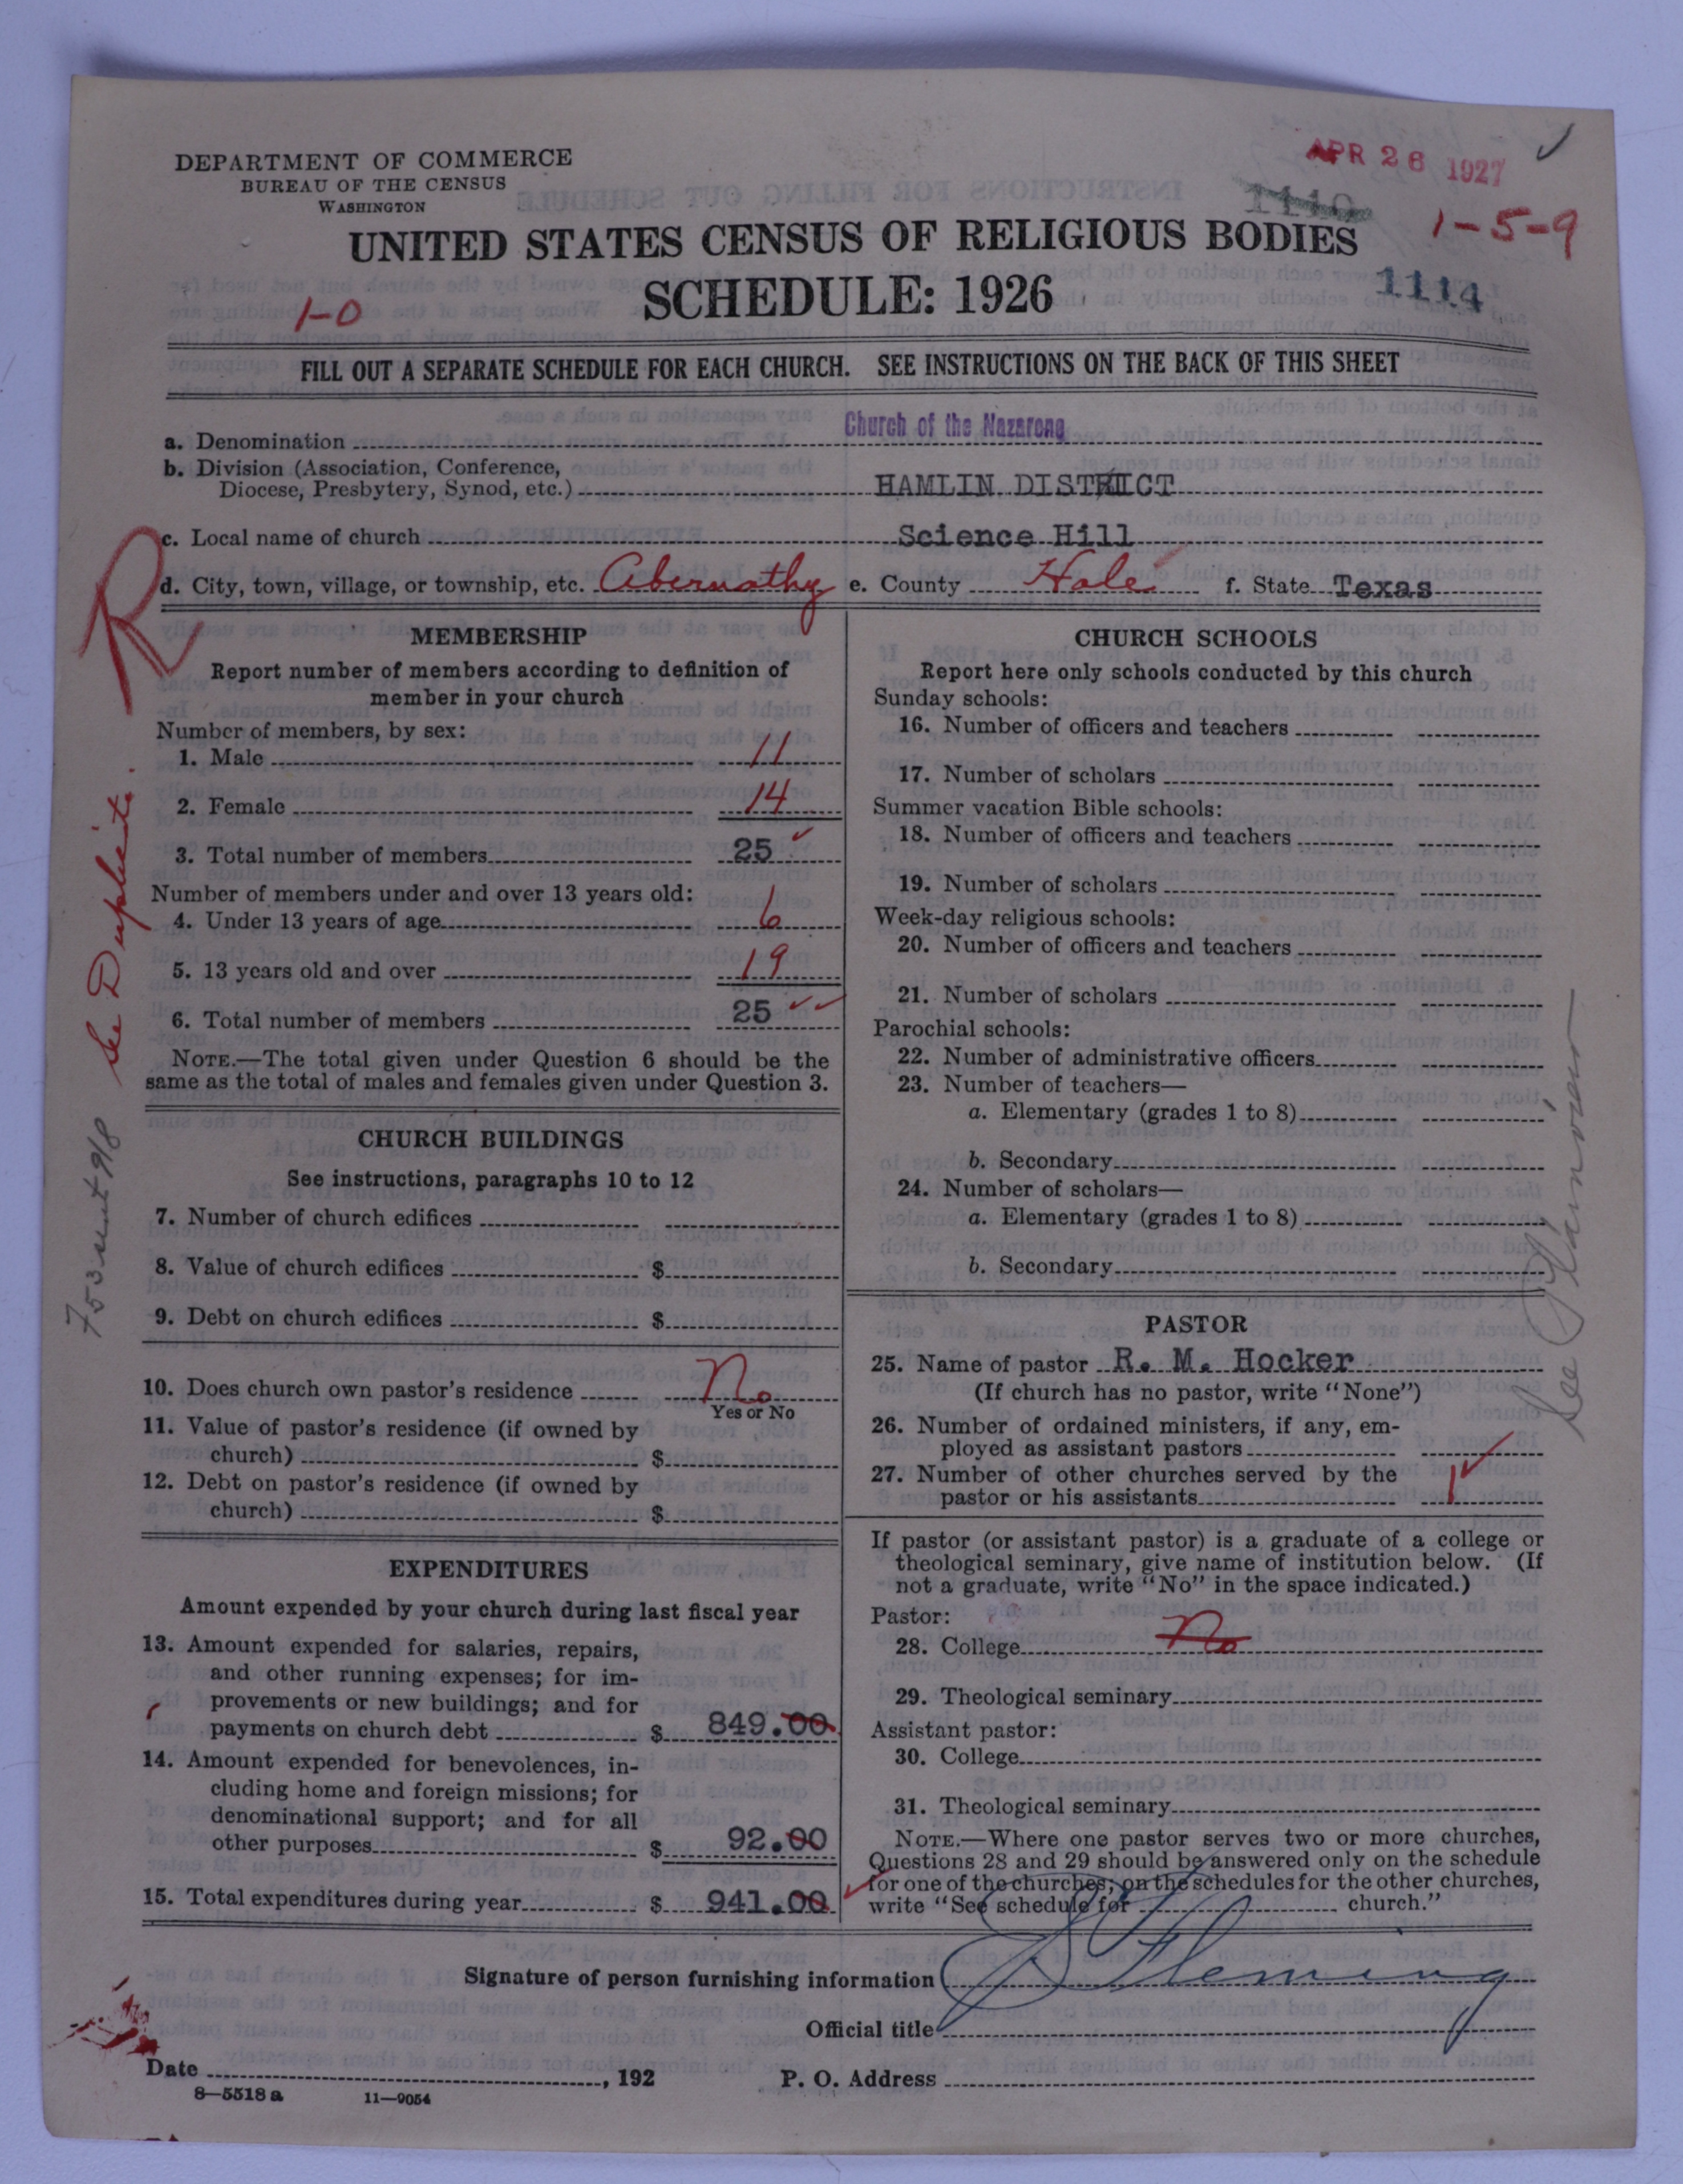 APR 26 1927
DEPARTMENT OF COMMERCE
BUREAU OF THE CENSUS
WASHINGTON
1110
1-5-9
UNITED STATES CENSUS OF RELIGIOUS BODIES
SCHEDULE: 1926
1114
1-0
FILL OUT A SEPARATE SCHEDULE FOR EACH CHURCH. SEE INSTRUCTIONS ON THE BACK OF THIS SHEET
a. Denomination Church of the Nazarene
b. Division (Association, Conference,
Diocese, Presbytery, Synod, etc.) HAMLIN DISTRICT
c. Local name of church Science Hill
d. City, town, village, or township, etc. Abernathy e. County Hale f. State Texas
R
MEMBERSHIP
Report number of members according to definition of
member in your church
Number of members, by sex:
1. Male 11
2. Female 14
3. Total number of members 25
Number of members under and over 13 years old:
4. Under 13 years of age 6
5. 13 years old and over 19
6. Total number of members 25
NOTE.—The total given under Question 6 should be the
same as the total of males and females given under Question 3.
CHURCH BUILDINGS
See instructions, paragraphs 10 to 12
7. Number of church edifices
8. Value of church edifices $
9. Debt on church edifices $
10. Does church own pastor's residence No
Yes or No
11. Value of pastor's residence (if owned by
church) $
12. Debt on pastor's residence (if owned by
church) $
EXPENDITURES
Amount expended by your church during last fiscal year
13. Amount expended for salaries, repairs,
and other running expenses; for im-
provements or new buildings; and for
payments on church debt $ 849.00
14. Amount expended for benevolences, in-
cluding home and foreign missions; for
denominational support; and for all
other purposes $ 92.00
15. Total expenditures during year $ 941.00
CHURCH SCHOOLS
Report here only schools conducted by this church
Sunday schools:
16. Number of officers and teachers
17. Number of scholars
Summer vacation Bible schools:
18. Number of officers and teachers
19. Number of scholars
Week-day religious schools:
20. Number of officers and teachers
21. Number of scholars
Parochial schools:
22. Number of administrative officers
23. Number of teachers—
a. Elementary (grades 1 to 8)
b. Secondary
24. Number of scholars—
a. Elementary (grades 1 to 8)
b. Secondary
PASTOR
25. Name of pastor R. M. Hocker
(If church has no pastor, write "None")
26. Number of ordained ministers, if any, em-
ployed as assistant pastors
27. Number of other churches served by the
pastor or his assistants 1
If pastor (or assistant pastor) is a graduate of a college or
theological seminary, give name of institution below. (If
not a graduate, write "No" in the space indicated.)
Pastor:
28. College No
29. Theological seminary
Assistant pastor:
30. College
31. Theological seminary
NOTE.—Where one pastor serves two or more churches,
Questions 28 and 29 should be answered only on the schedule
for one of the churches; on the schedules for the other churches,
write "See schedule for church."
Signature of person furnishing information Fleming
Official title
Date , 192 P. O. Address
8—5518 a 11—9054
See Duplicate.
See Plainview